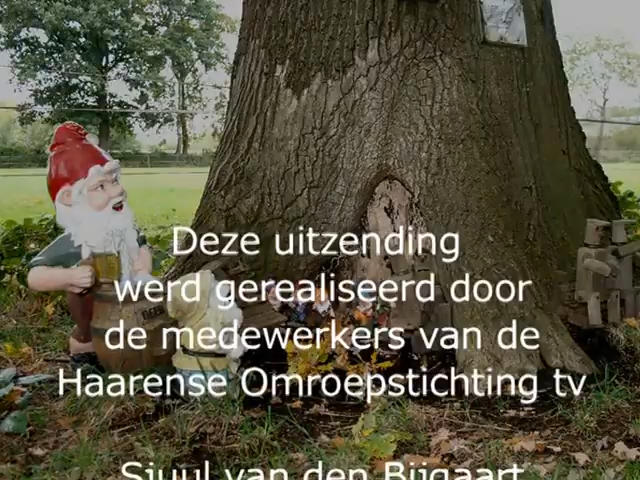 Deze uitzending
werd gerealiseerd door
de medewerkers van de
Haarense Omroepstichting tv
Sjuul van den Bijgaart